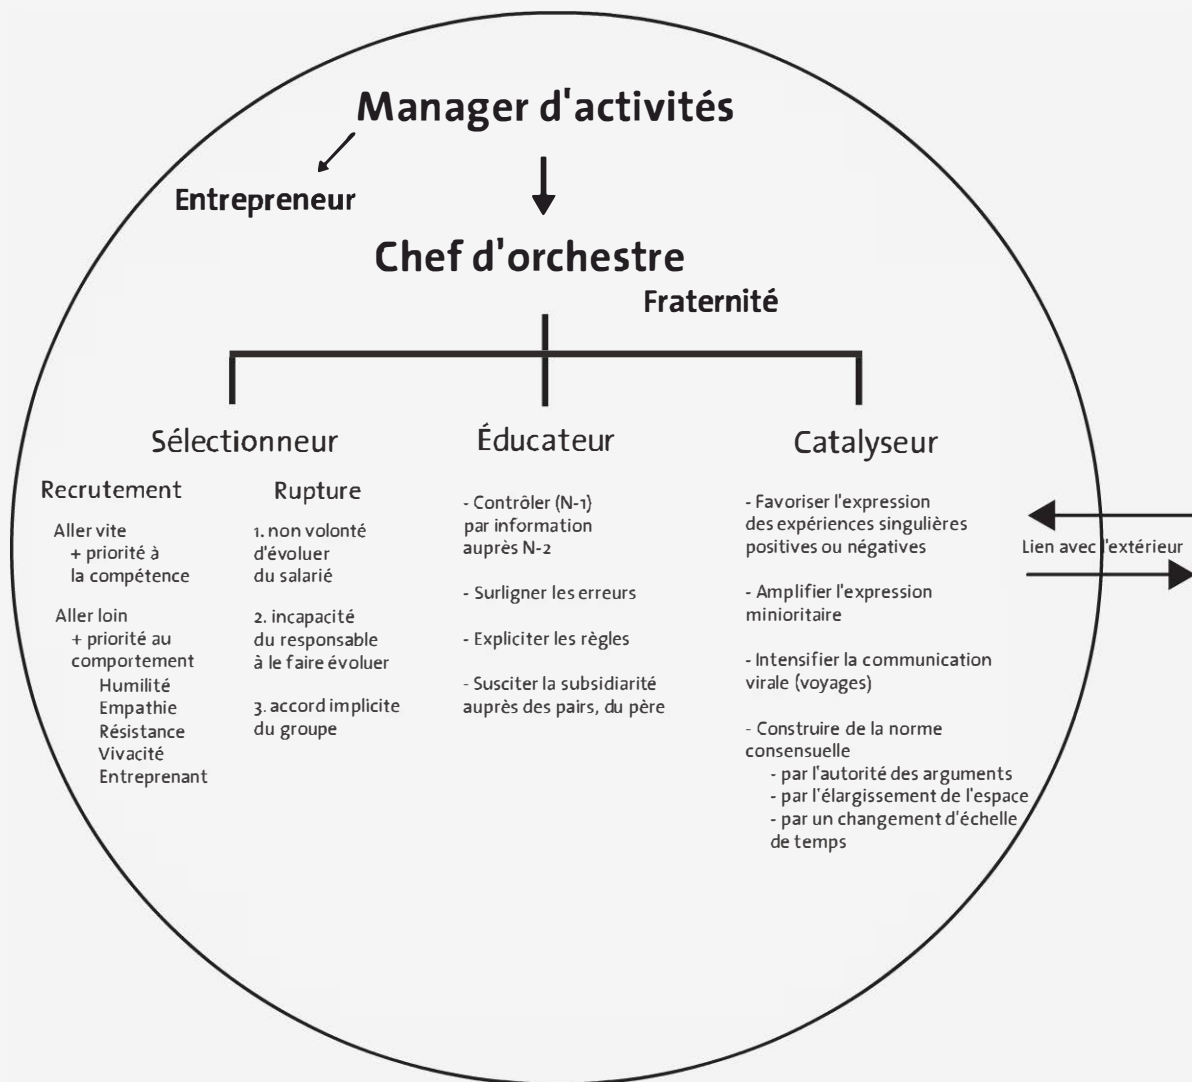 Manager d'activités
Entrepreneur
Chef d'orchestre
Fraternité
Sélectionneur
Recrutement
Aller vite
+ priorité à
la compétence
Aller loin
+ priorité au
comportement
Humilité
Empathie
Résistance
Vivacité
Entreprenant
Rupture
1. non volonté
d'évoluer
du salarié
2. incapacité
du responsable
à le faire évoluer
3. accord implicite
du groupe
Éducateur
- Contrôler (N-1)
par information
auprès N-2
- Surligner les erreurs
- Expliciter les règles
- Susciter la subsidiarité
auprès des pairs, du père
Catalyseur
- Favoriser l'expression
des expériences singulières
positives ou négatives
- Amplifier l'expression
minioritaire
- Intensifier la communication
virale (voyages)
- Construire de la norme
consensuelle
- par l'autorité des arguments
- par l'élargissement de l'espace
- par un changement d'échelle
de temps
Lien avec l'extérieur